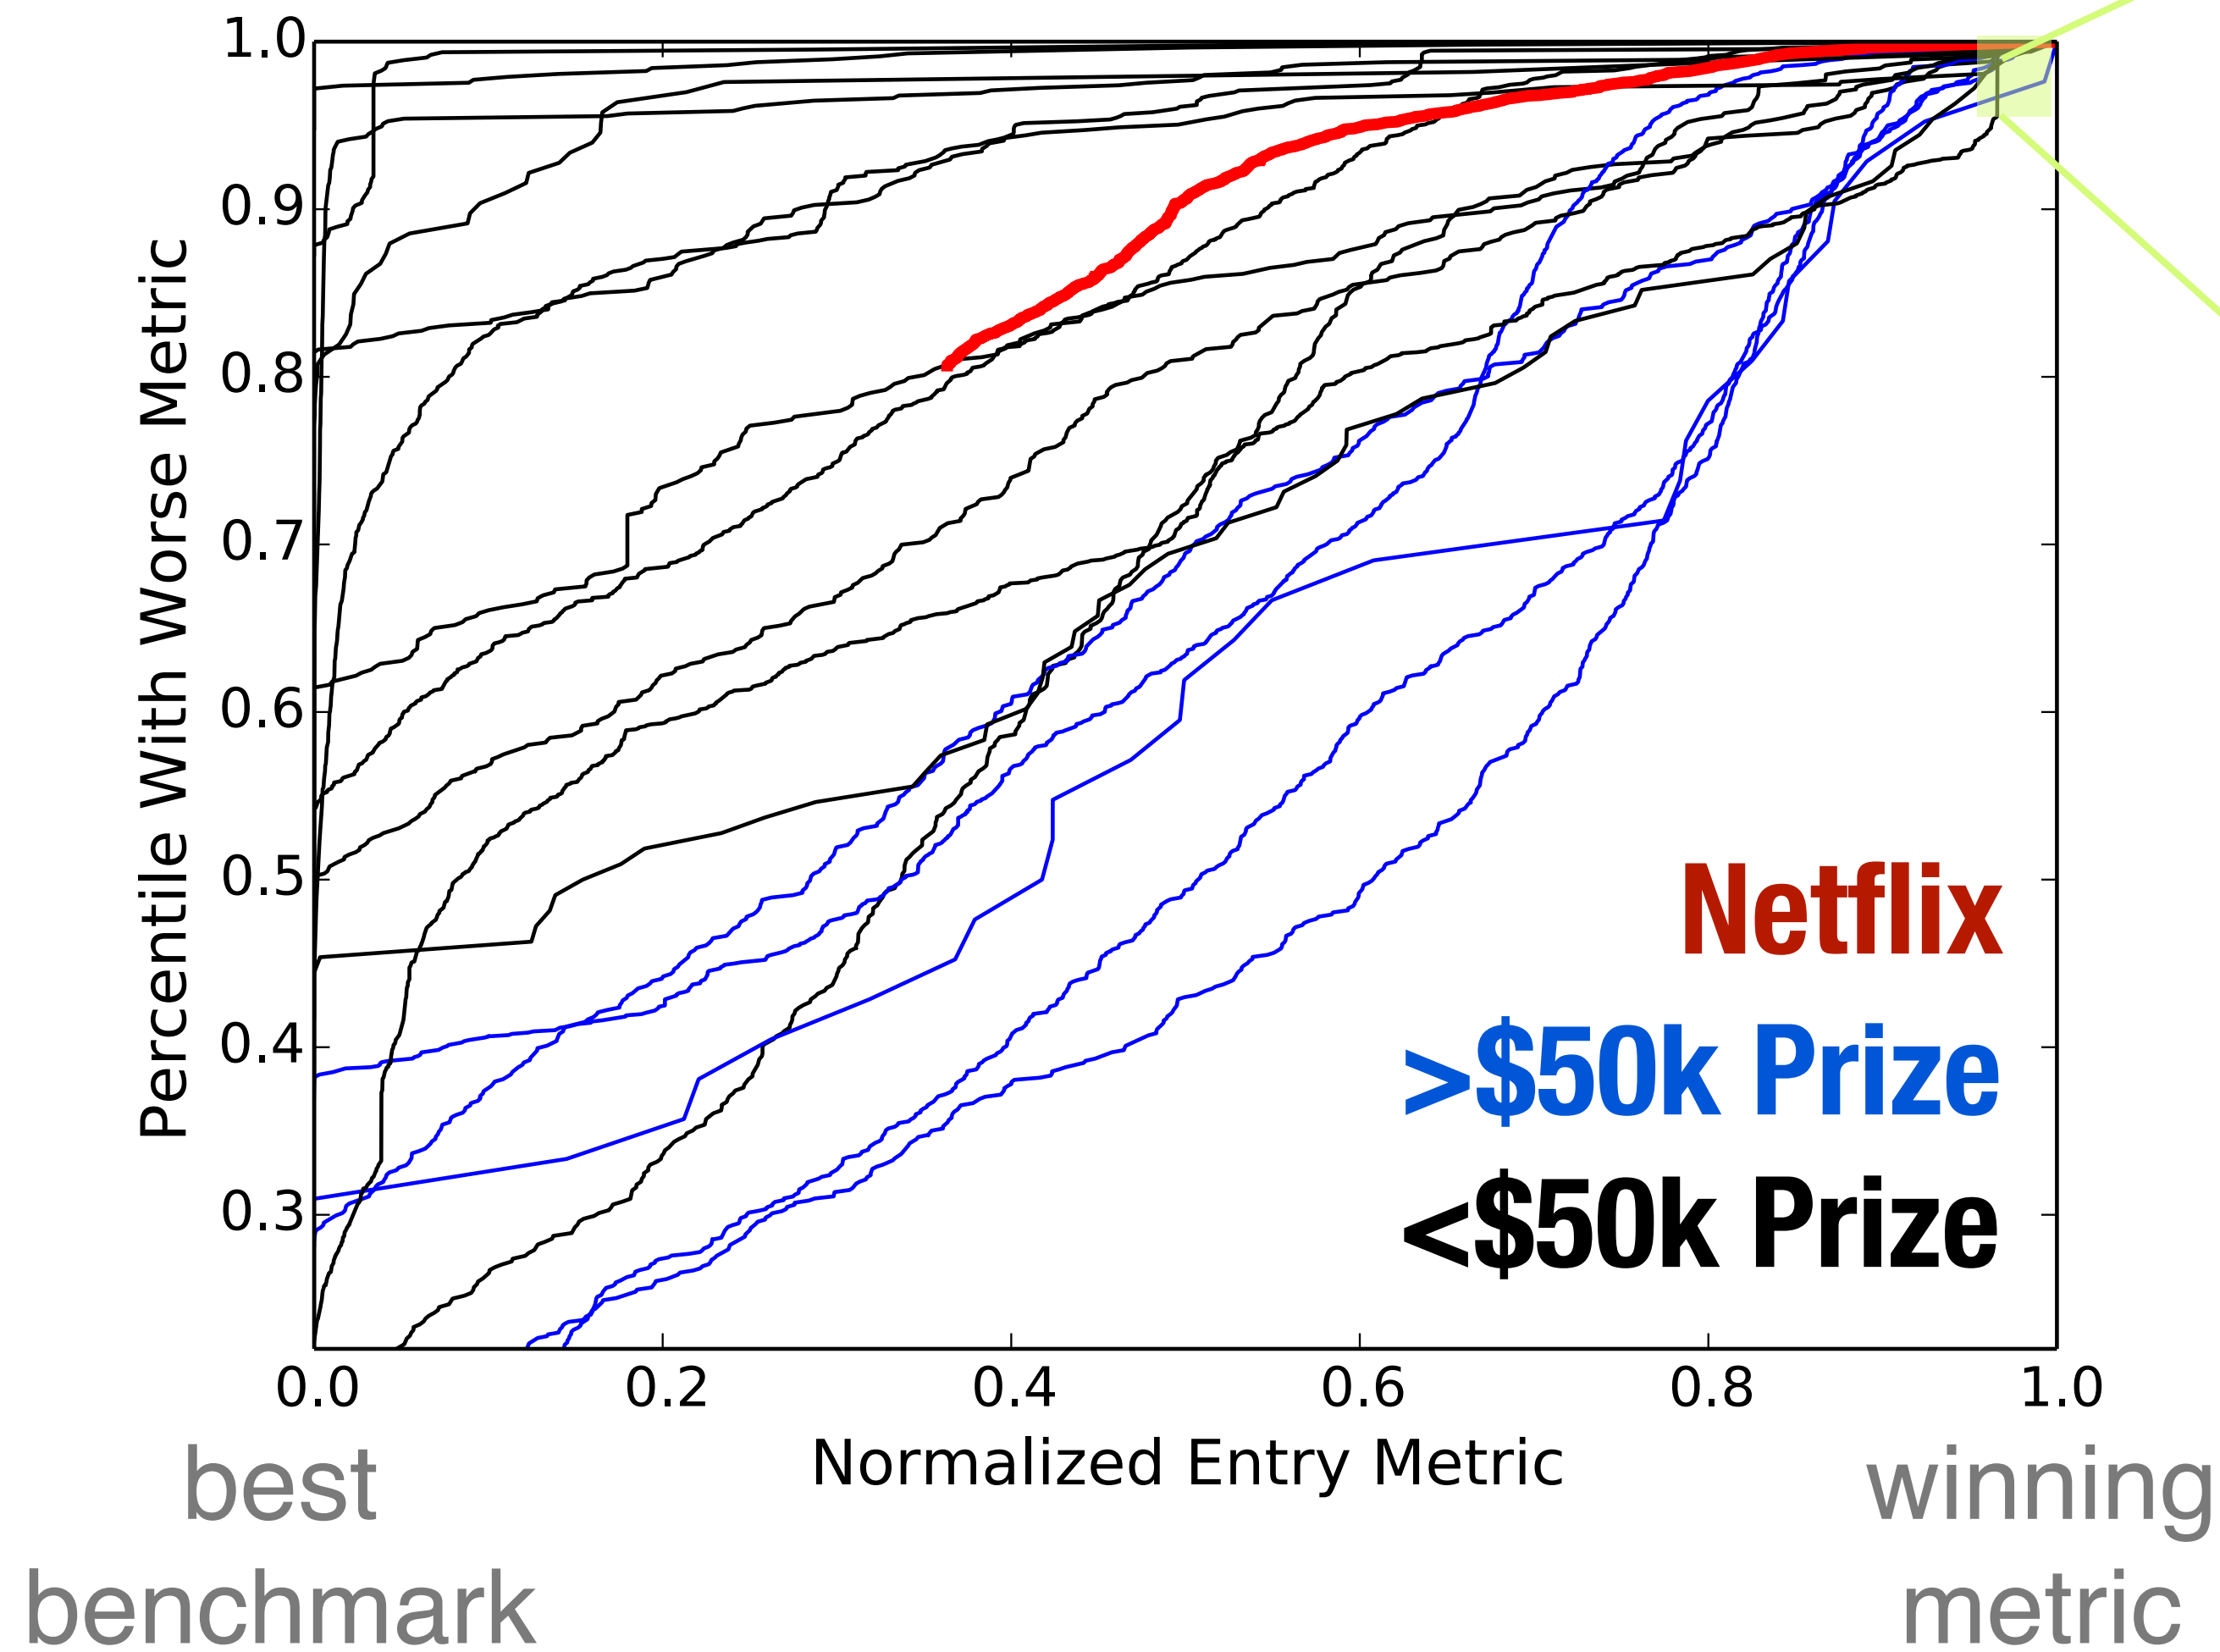 1.0
0.9
0.8
0.7
0.6
0.5
0.4
0.3
Percentile With Worse Metric
Netflix
>$50k Prize
<$50k Prize
0.0 0.2 0.4 0.6 0.8 1.0
Normalized Entry Metric
best
benchmark
winning
metric